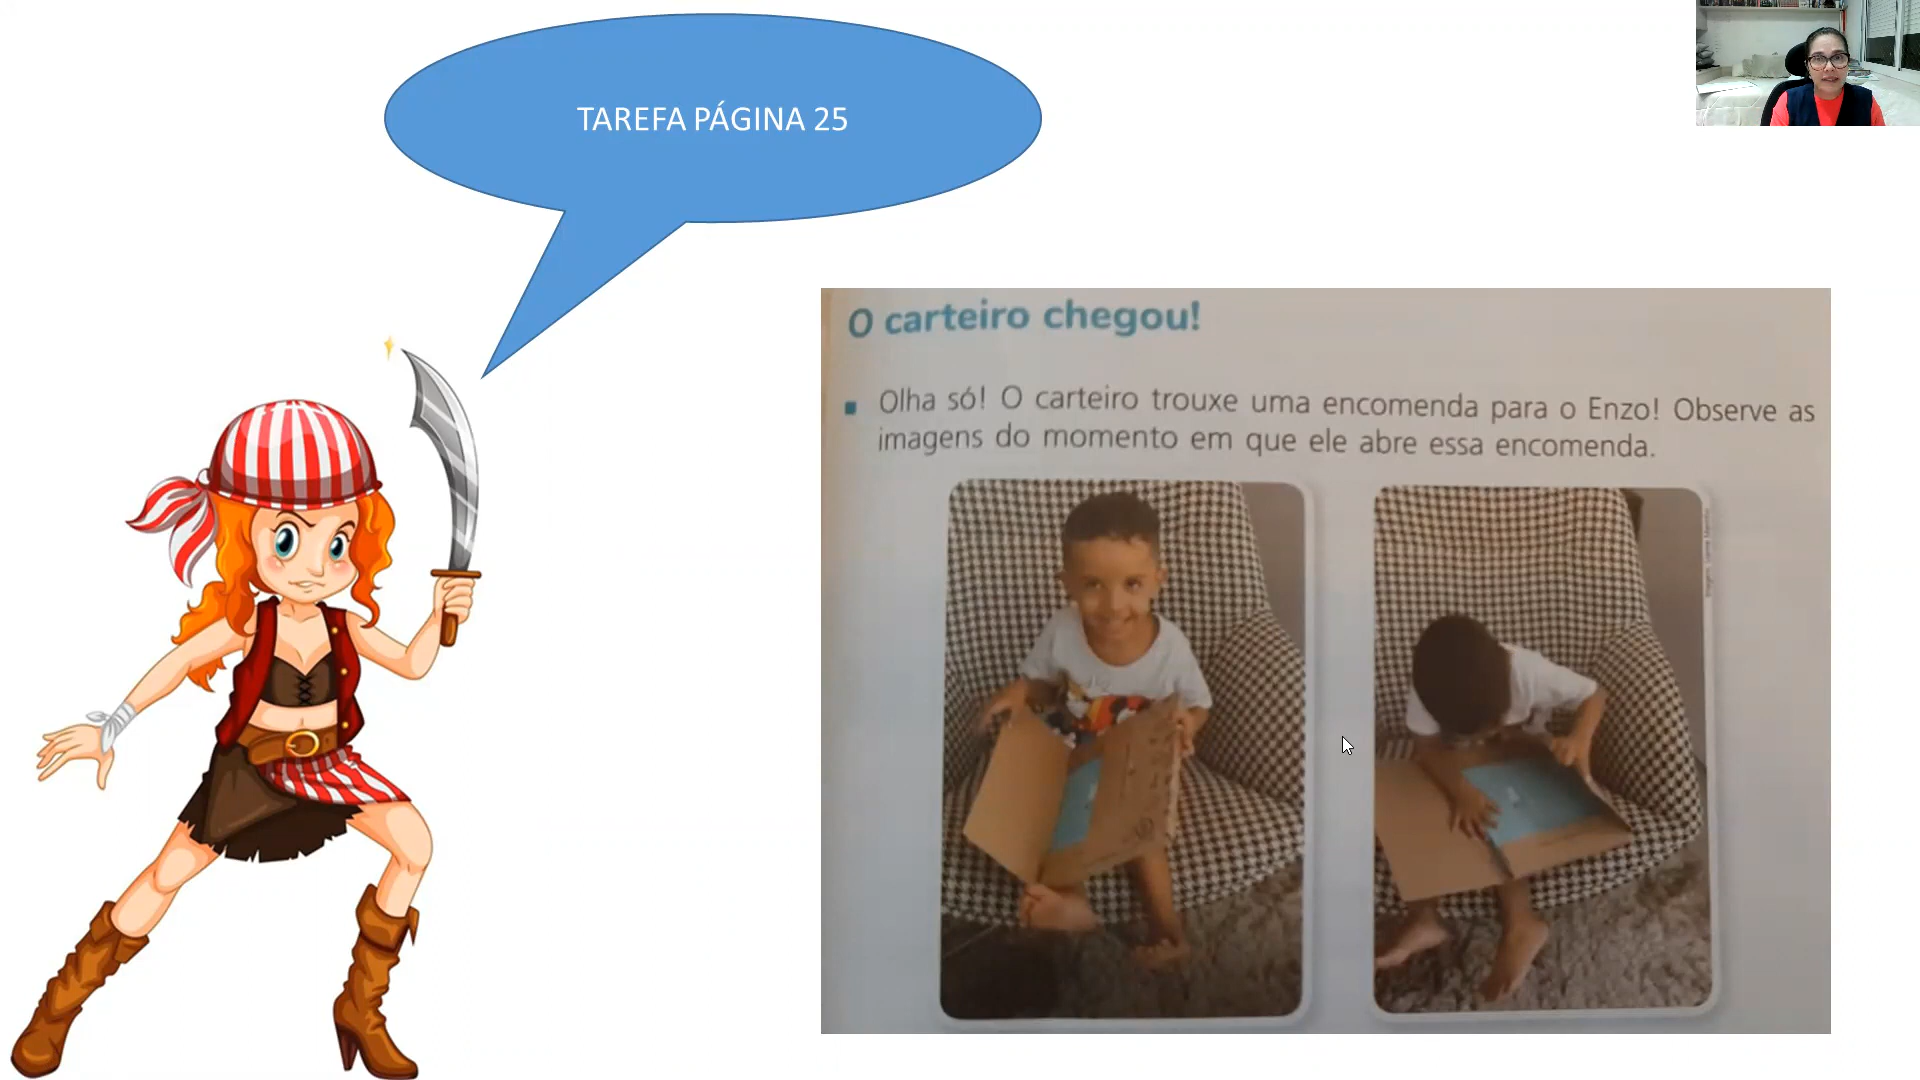 TAREFA PÁGINA 25
O carteiro chegou!
Olha só! O carteiro trouxe uma encomenda para o Enzo! Observe as
imagens do momento em que ele abre essa encomenda.